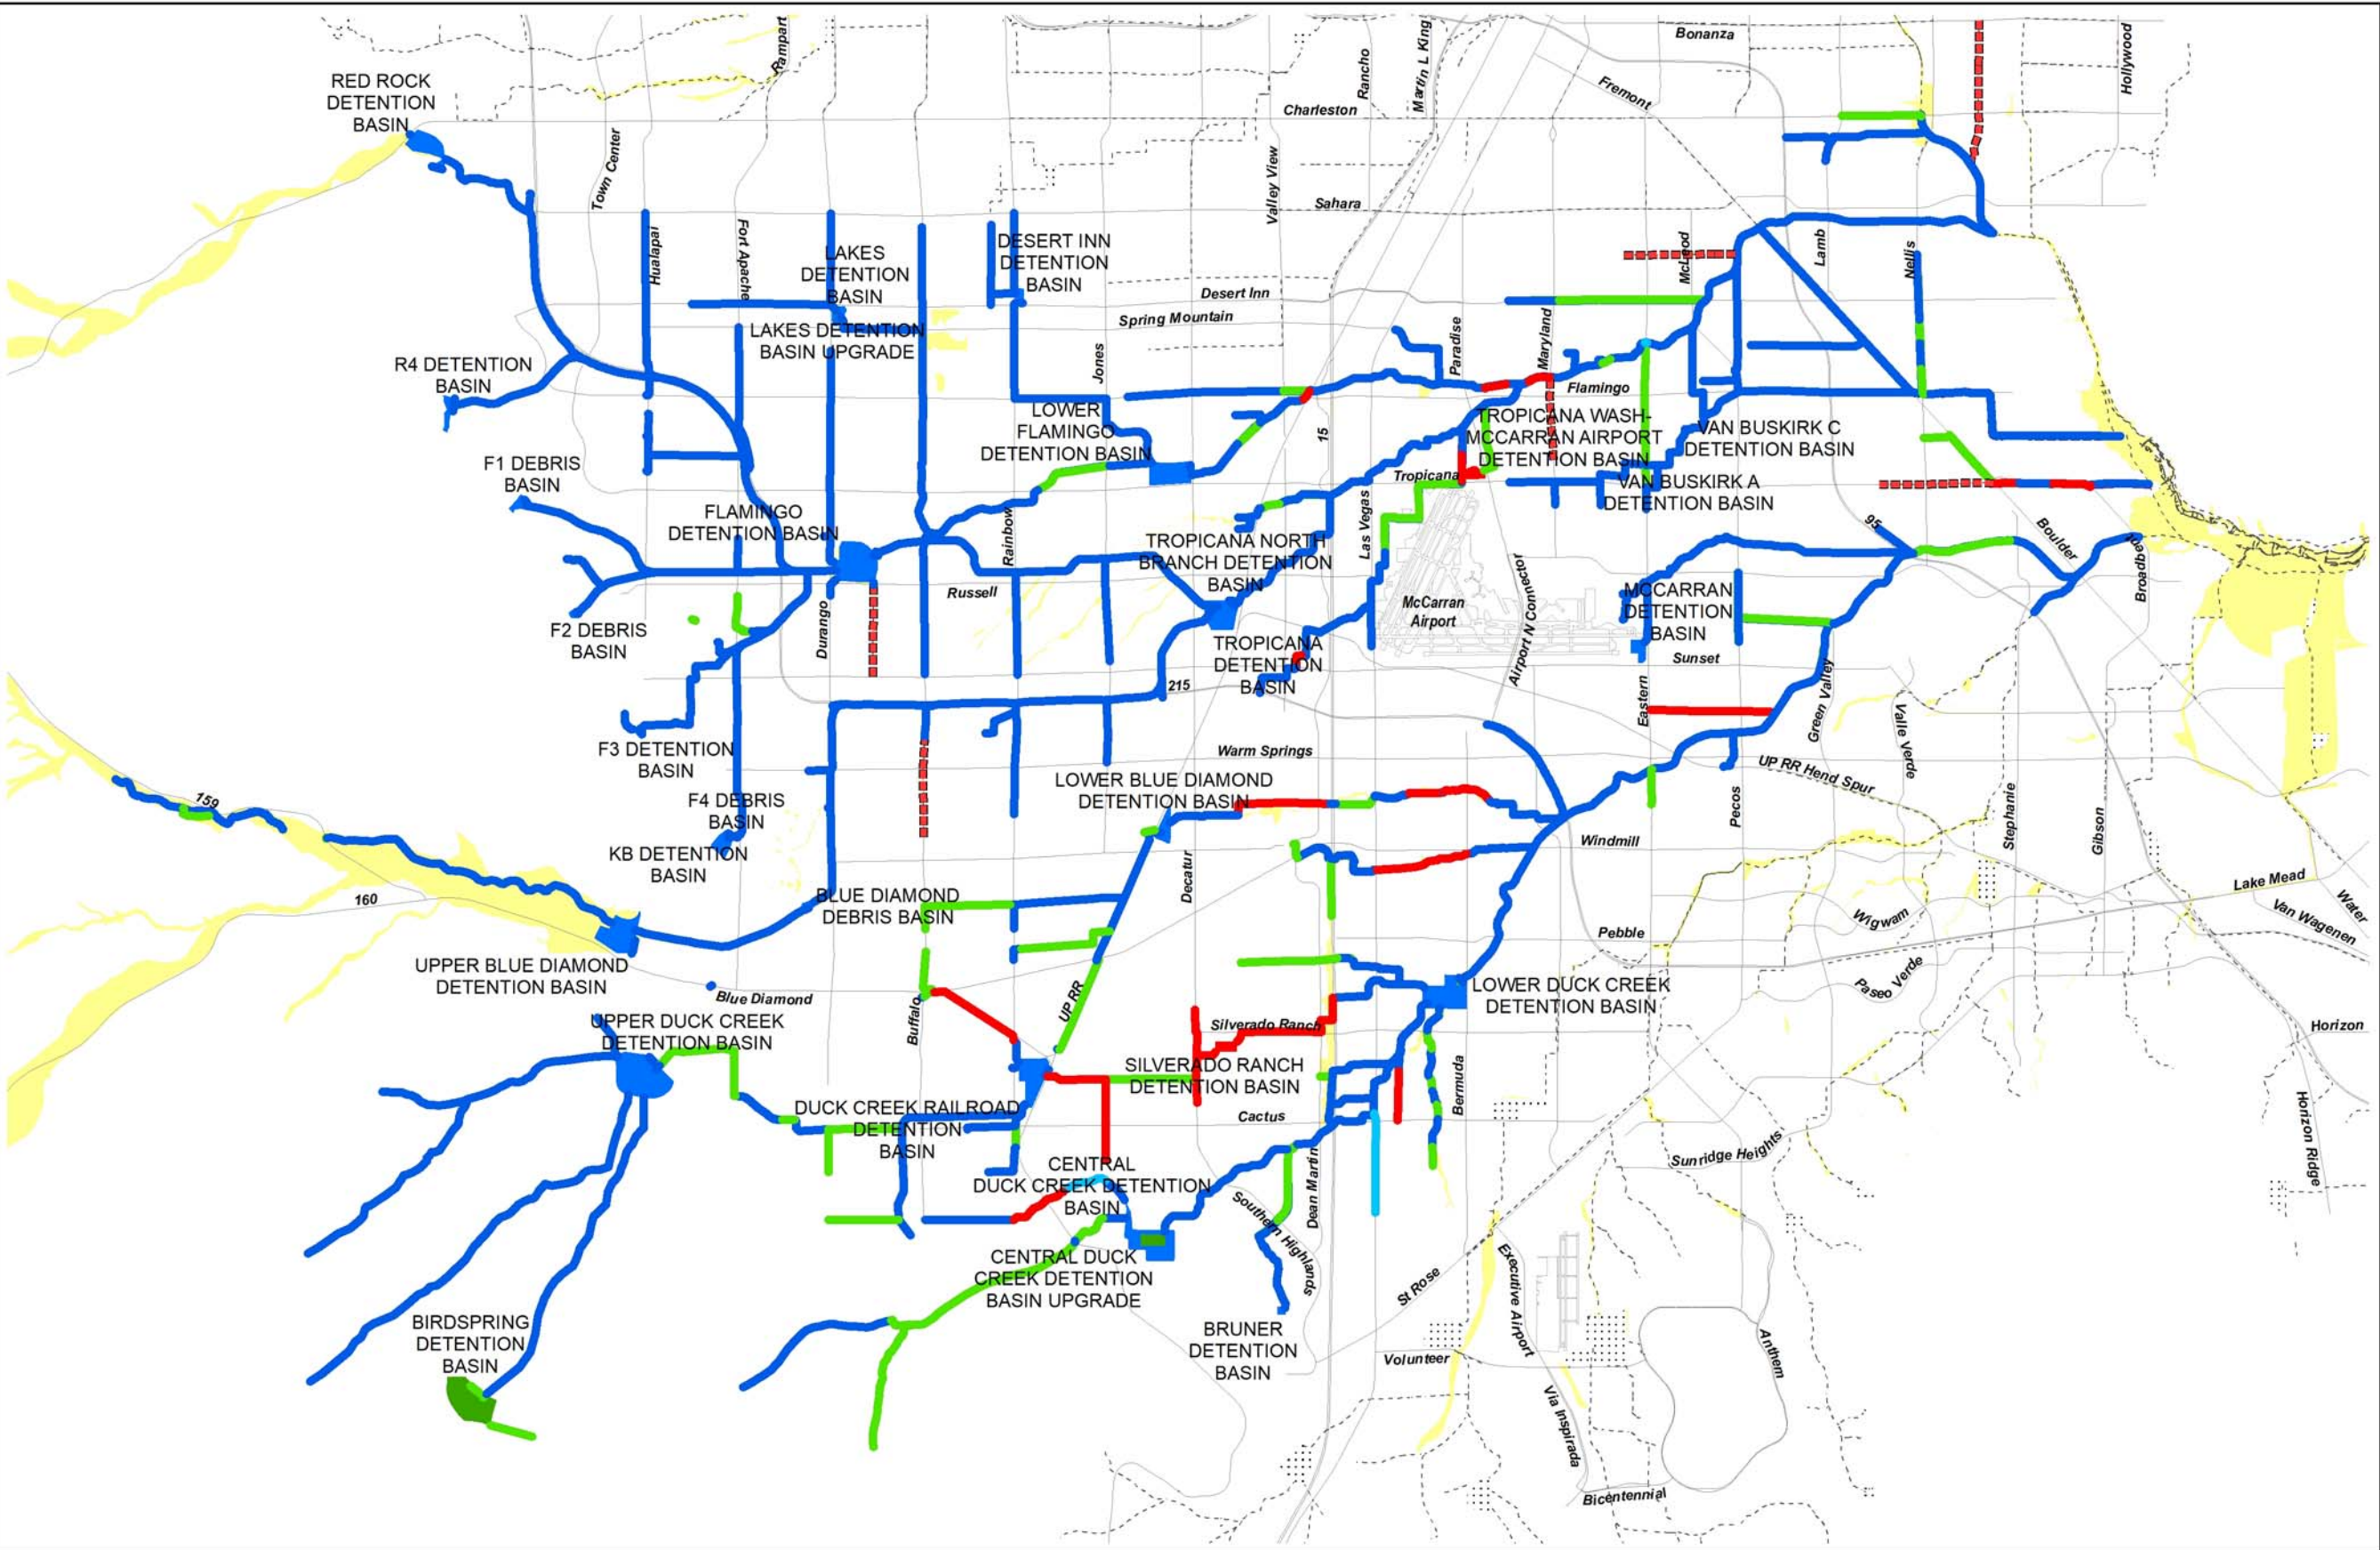 Rampart
Bonanza
Hollywood
Rancho
Martin L King
RED ROCK
DETENTION
BASIN
Fremont
Charleston
Town Center
Valley View
Sahara
Hualapai
Fort Apache
LAKES
DETENTION
BASIN
DESERT INN
DETENTION
BASIN
McLeod
Lamb
Nellis
Desert Inn
Spring Mountain
LAKES DETENTION
BASIN UPGRADE
Jones
Paradise
Maryland
R4 DETENTION
BASIN
Flamingo
LOWER
FLAMINGO
DETENTION BASIN
15
TROPICANA WASH-
MCCARRAN AIRPORT
DETENTION BASIN
VAN BUSKIRK C
DETENTION BASIN
F1 DEBRIS
BASIN
Tropicana
VAN BUSKIRK A
DETENTION BASIN
FLAMINGO
DETENTION BASIN
Rainbow
Las Vegas
95
Boulder
Broadbent
TROPICANA NORTH
BRANCH DETENTION
BASIN
Russell
Durango
McCarran
Airport
Airport N Connector
MCCARRAN
DETENTION
BASIN
F2 DEBRIS
BASIN
TROPICANA
DETENTION
BASIN
Sunset
215
Eastern
Green Valley
Valle Verde
F3 DETENTION
BASIN
Warm Springs
UP RR Hend Spur
LOWER BLUE DIAMOND
DETENTION BASIN
159
F4 DEBRIS
BASIN
Pecos
Stephanie
Gibson
KB DETENTION
BASIN
Windmill
Decatur
160
BLUE DIAMOND
DEBRIS BASIN
Lake Mead
Water
Van Wagenen
Wigwam
Pebble
UPPER BLUE DIAMOND
DETENTION BASIN
Blue Diamond
Paseo Verde
LOWER DUCK CREEK
DETENTION BASIN
UP RR
Buffalo
UPPER DUCK CREEK
DETENTION BASIN
Silverado Ranch
Horizon
SILVERADO RANCH
DETENTION BASIN
Bermuda
DUCK CREEK RAILROAD
DETENTION
BASIN
Cactus
Horizon Ridge
Sunridge Heights
CENTRAL
DUCK CREEK DETENTION
BASIN
Dean Martin
Southern Highlands
CENTRAL DUCK
CREEK DETENTION
BASIN UPGRADE
St Rose
Executive Airport
BIRDSPRING
DETENTION
BASIN
BRUNER
DETENTION
BASIN
Volunteer
Anthem
Via Inspirada
Bicentennial